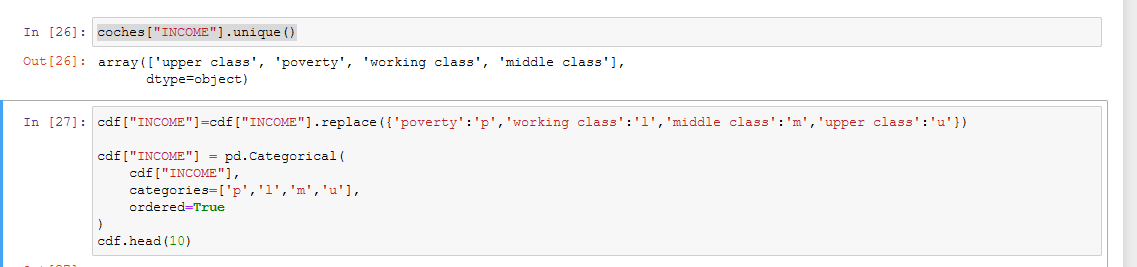 In [26]: coches["INCOME"].unique()
Out[26]: array(['upper class', 'poverty', 'working class', 'middle class'],
      dtype=object)
In [27]: cdf["INCOME"]=cdf["INCOME"].replace({'poverty':'p','working class':'l','middle class':'m','upper class':'u'})
cdf["INCOME"] = pd.Categorical(
    cdf["INCOME"],
    categories=['p','l','m','u'],
    ordered=True
)
cdf.head(10)